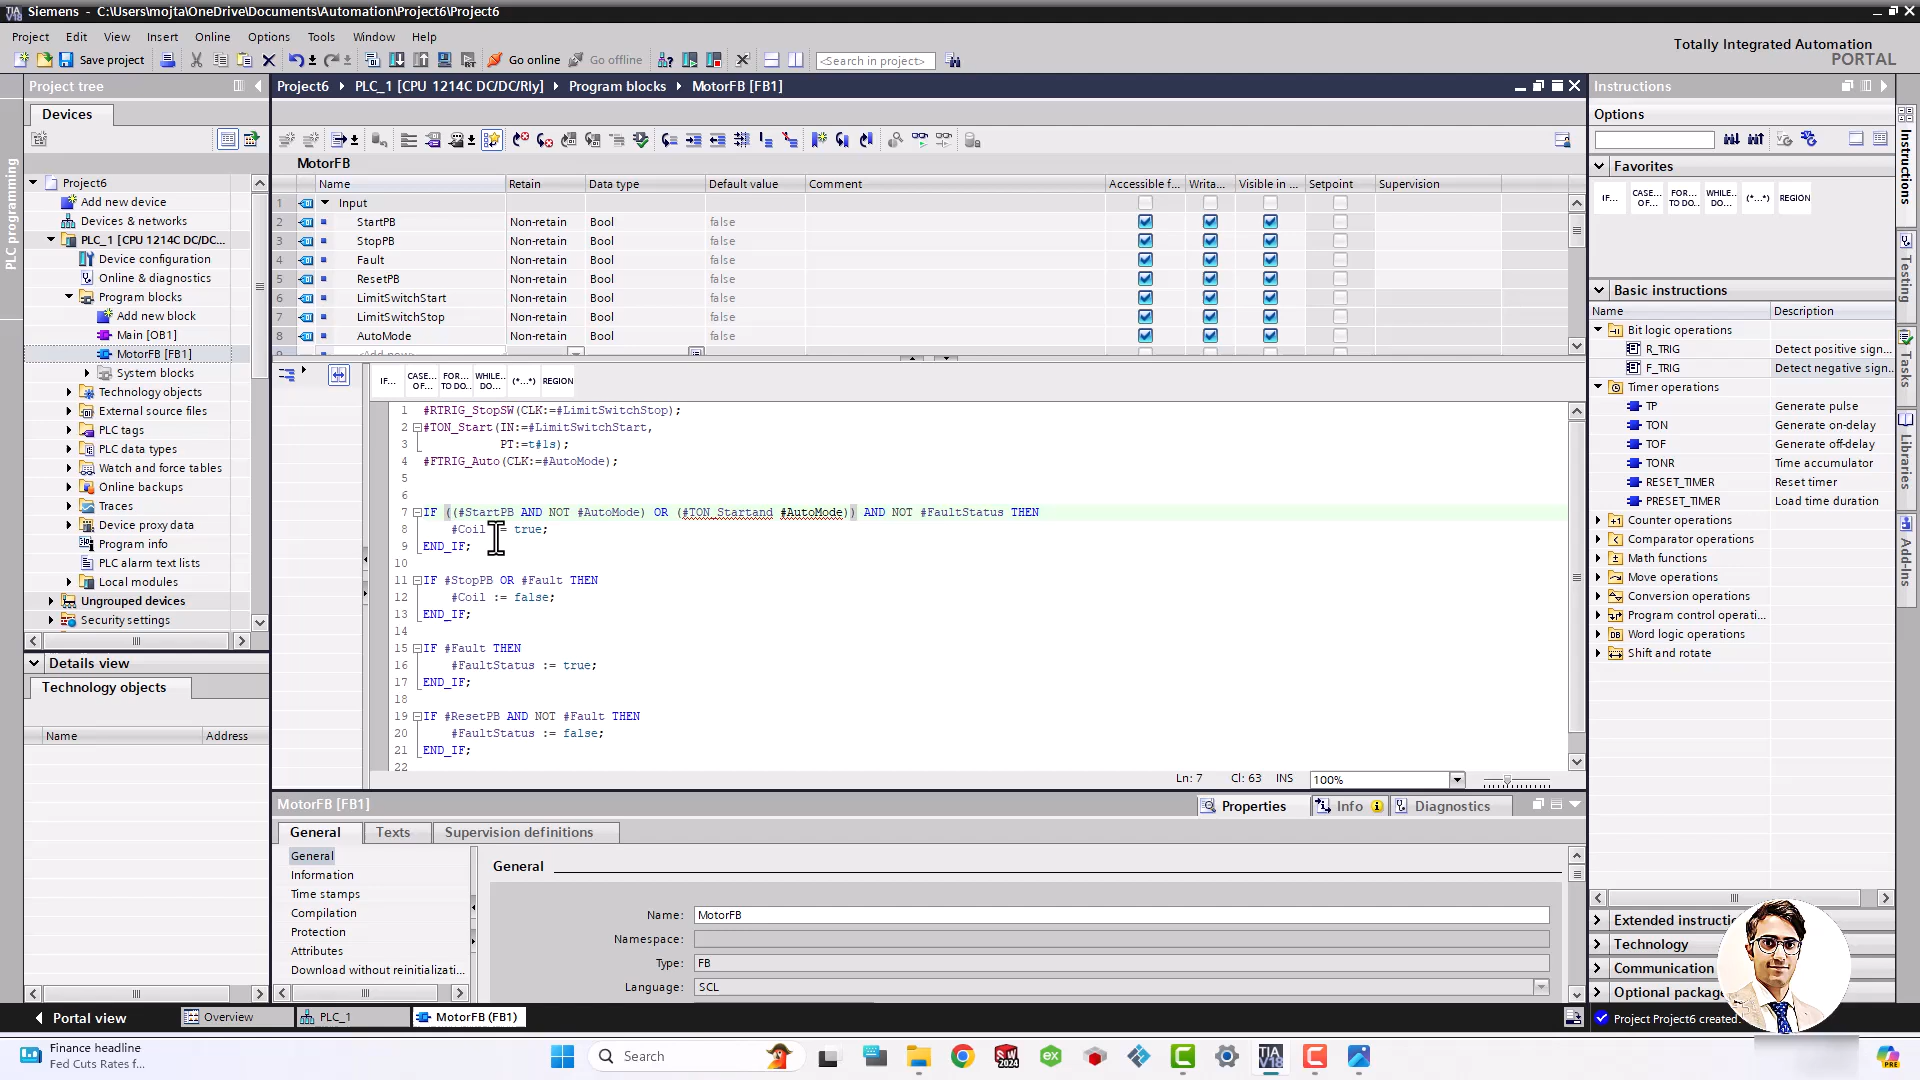 Siemens - C:\Users\mojta\OneDrive\Documents\Automation\Project6\Project6
Project Edit View Insert Online Options Tools Window Help
Totally Integrated Automation
PORTAL
Save project Go online Go offline <Search in project>
Project tree
Project6 PLC_1 [CPU 1214C DC/DC/Rly] Program blocks MotorFB [FB1]
Instructions
Devices
Options
PLC programming
MotorFB
Name Retain Data type Default value Comment Accessible f... Writa... Visible in ... Setpoint Supervision
1 Input
2 StartPB Non-retain Bool false
3 StopPB Non-retain Bool false
4 Fault Non-retain Bool false
5 ResetPB Non-retain Bool false
6 LimitSwitchStart Non-retain Bool false
7 LimitSwitchStop Non-retain Bool false
8 AutoMode Non-retain Bool false
9 <Add new>
Project6
Add new device
Devices & networks
PLC_1 [CPU 1214C DC/DC...
Device configuration
Online & diagnostics
Program blocks
Add new block
Main [OB1]
MotorFB [FB1]
System blocks
Technology objects
External source files
PLC tags
PLC data types
Watch and force tables
Online backups
Traces
Device proxy data
Program info
PLC alarm text lists
Local modules
Ungrouped devices
Security settings
Details view
Technology objects
Name Address
IF... CASE... OF... FOR... TO DO... WHILE... DO... (*...*) REGION
1 #RTRIG_StopSW(CLK:=#LimitSwitchStop);
2 #TON_Start(IN:=#LimitSwitchStart,
3 PT:=t#1s);
4 #FTRIG_Auto(CLK:=#AutoMode);
5
6
7 IF ((#StartPB AND NOT #AutoMode) OR (#TON_Startand #AutoMode)) AND NOT #FaultStatus THEN
8 #Coil = true;
9 END_IF;
10
11 IF #StopPB OR #Fault THEN
12 #Coil := false;
13 END_IF;
14
15 IF #Fault THEN
16 #FaultStatus := true;
17 END_IF;
18
19 IF #ResetPB AND NOT #Fault THEN
20 #FaultStatus := false;
21 END_IF;
22
Ln: 7 Cl: 63 INS 100%
MotorFB [FB1]
Properties Info Diagnostics
General Texts Supervision definitions
General
Information
Time stamps
Compilation
Protection
Attributes
Download without reinitializati...
General
Name: MotorFB
Namespace:
Type: FB
Language: SCL
Favorites
IF... CASE... OF... FOR... TO DO... WHILE... DO... (*...*) REGION
Basic instructions
Name Description
Bit logic operations
R_TRIG Detect positive sign...
F_TRIG Detect negative sign...
Timer operations
TP Generate pulse
TON Generate on-delay
TOF Generate off-delay
TONR Time accumulator
RESET_TIMER Reset timer
PRESET_TIMER Load time duration
Counter operations
Comparator operations
Math functions
Move operations
Conversion operations
Program control operati...
Word logic operations
Shift and rotate
Extended instructi
Technology
Communication
Optional package
Instructions
Testing
Tasks
Libraries
Add-Ins
Portal view Overview PLC_1 MotorFB (FB1)
Project Project6 created.
Finance headline
Fed Cuts Rates f...
Search